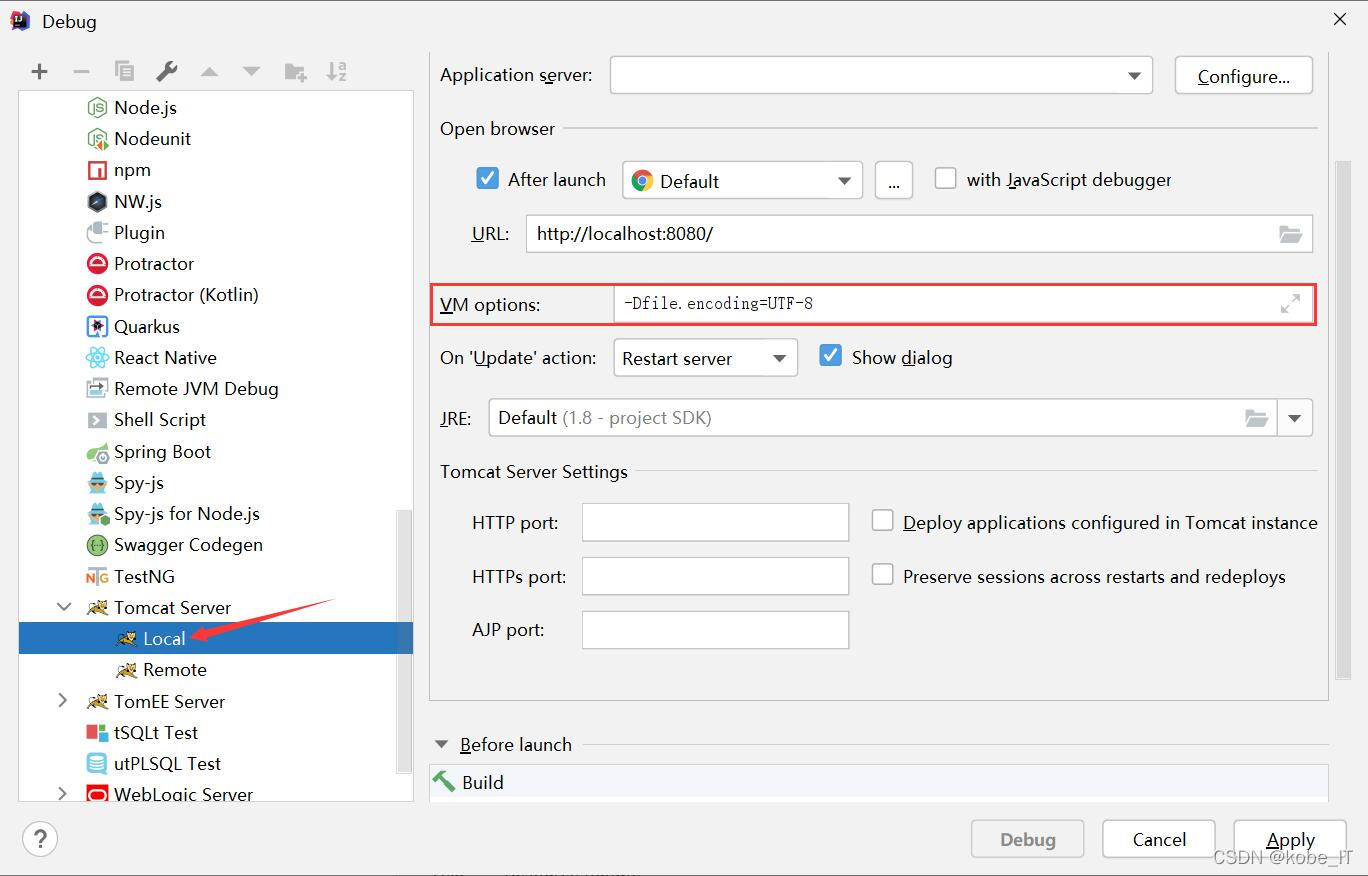 Debug
Node.js
Nodeunit
npm
NW.js
Plugin
Protractor
Protractor (Kotlin)
Quarkus
React Native
Remote JVM Debug
Shell Script
Spring Boot
Spy-js
Spy-js for Node.js
Swagger Codegen
TestNG
Tomcat Server
Local
Remote
TomEE Server
tSQLt Test
utPLSQL Test
WebLogic Server
Application server:
Configure...
Open browser
After launch
Default
...
with JavaScript debugger
URL:
http://localhost:8080/
VM options:
-Dfile.encoding=UTF-8
On 'Update' action:
Restart server
Show dialog
JRE:
Default (1.8 - project SDK)
Tomcat Server Settings
HTTP port:
Deploy applications configured in Tomcat instance
HTTPs port:
Preserve sessions across restarts and redeploys
AJP port:
Before launch
Build
?
Debug
Cancel
Apply
CSDN @kobe_IT